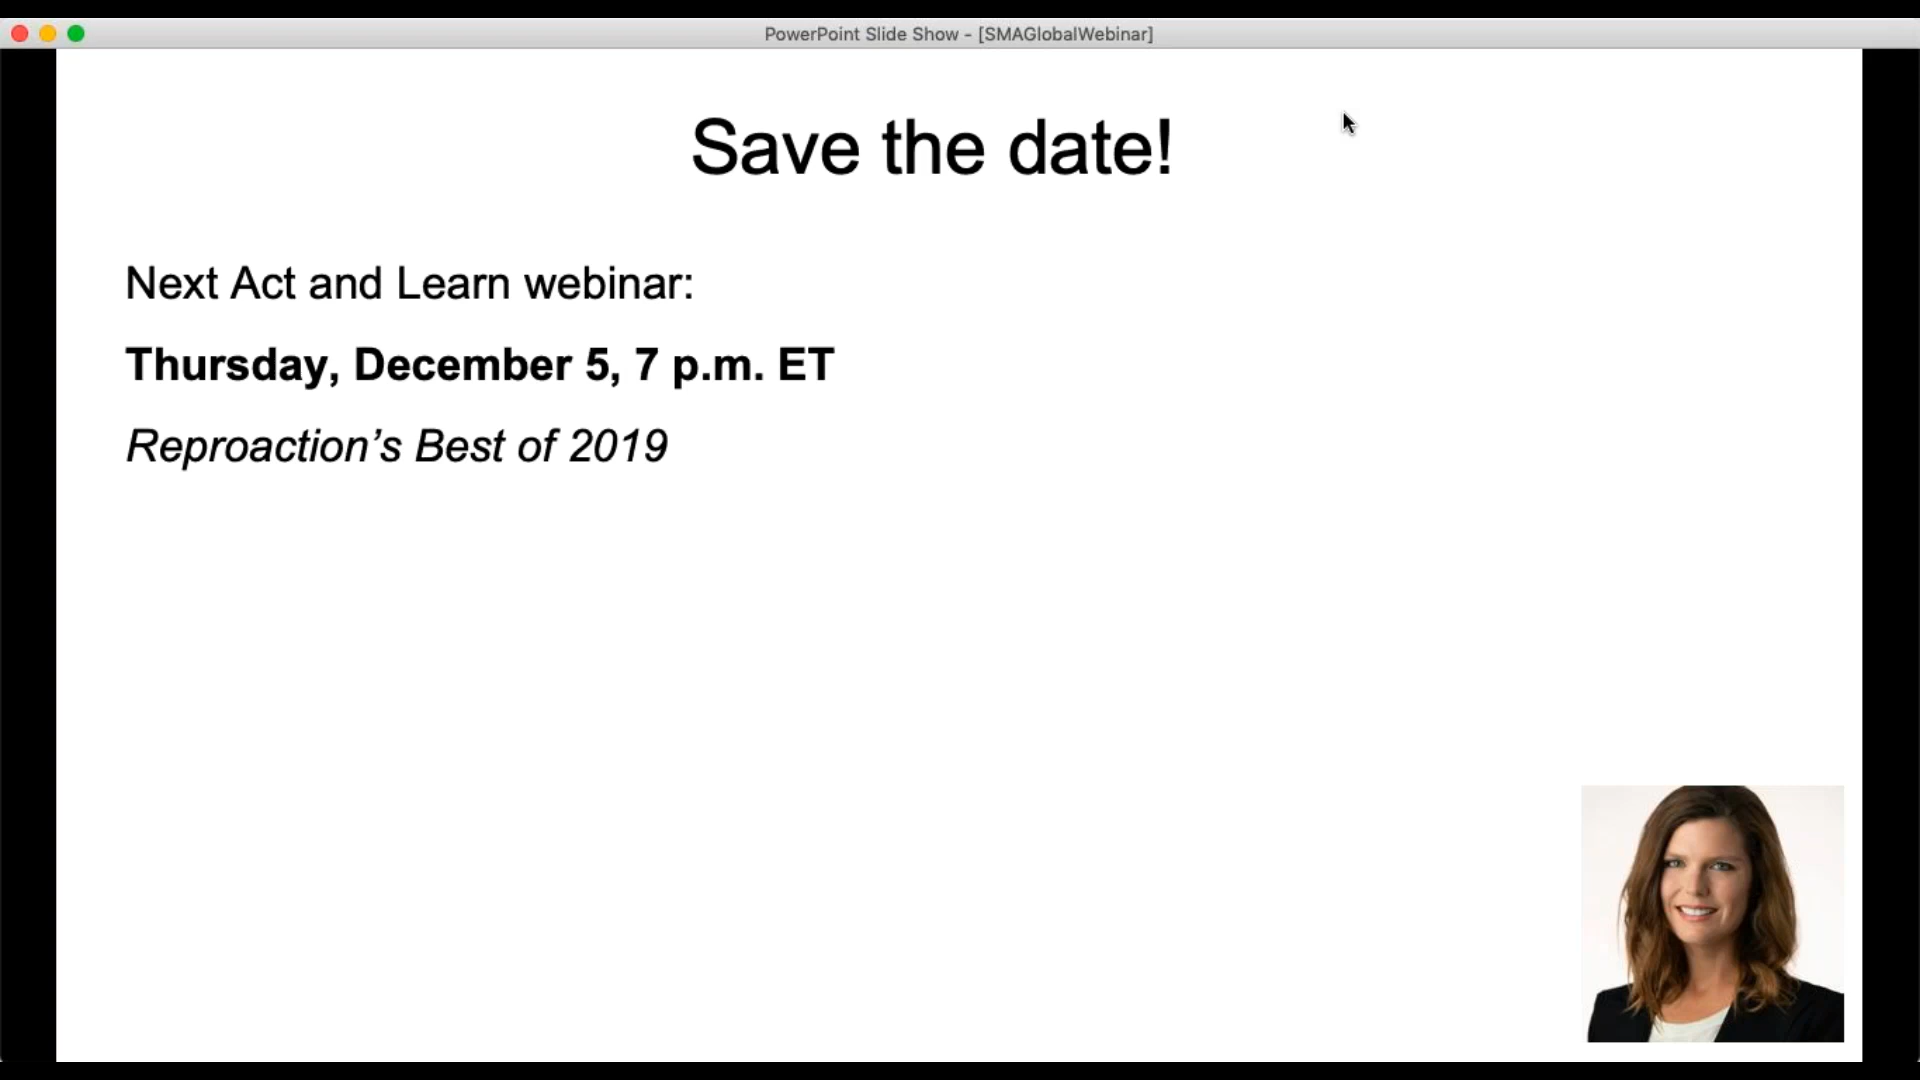 PowerPoint Slide Show - [SMAGlobalWebinar]
Save the date!
Next Act and Learn webinar:
Thursday, December 5, 7 p.m. ET
Reproaction’s Best of 2019